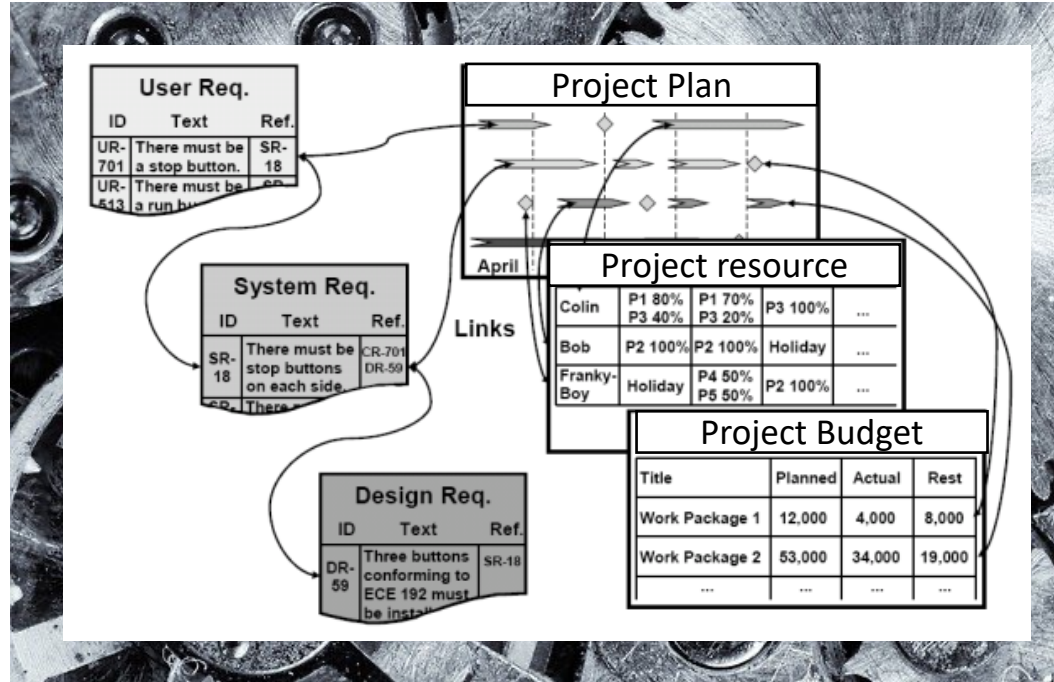 User Req.
ID Text Ref.
UR-701 There must be a stop button. SR-18
UR-513 There must be a run
System Req.
ID Text Ref.
SR-18 There must be stop buttons on each side. CR-701 DR-59
SR- There
Design Req.
ID Text Ref.
DR-59 Three buttons conforming to ECE 192 must be SR-18
Links
Project Plan
April
Project resource
Colin P1 80% P3 40% P1 70% P3 20% P3 100% ...
Bob P2 100% P2 100% Holiday ...
Franky-Boy Holiday P4 50% P5 50% P2 100% ...
Project Budget
Title Planned Actual Rest
Work Package 1 12,000 4,000 8,000
Work Package 2 53,000 34,000 19,000
... ... ... ...